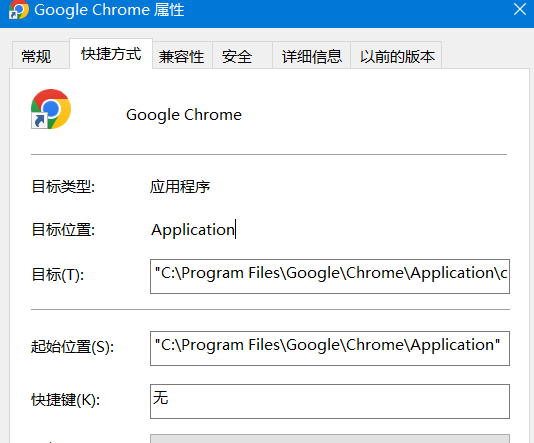 Google Chrome 属性
常规 快捷方式 兼容性 安全 详细信息 以前的版本
Google Chrome
目标类型: 应用程序
目标位置: Application
目标(T): "C:\Program Files\Google\Chrome\Application\c
起始位置(S): "C:\Program Files\Google\Chrome\Application"
快捷键(K): 无